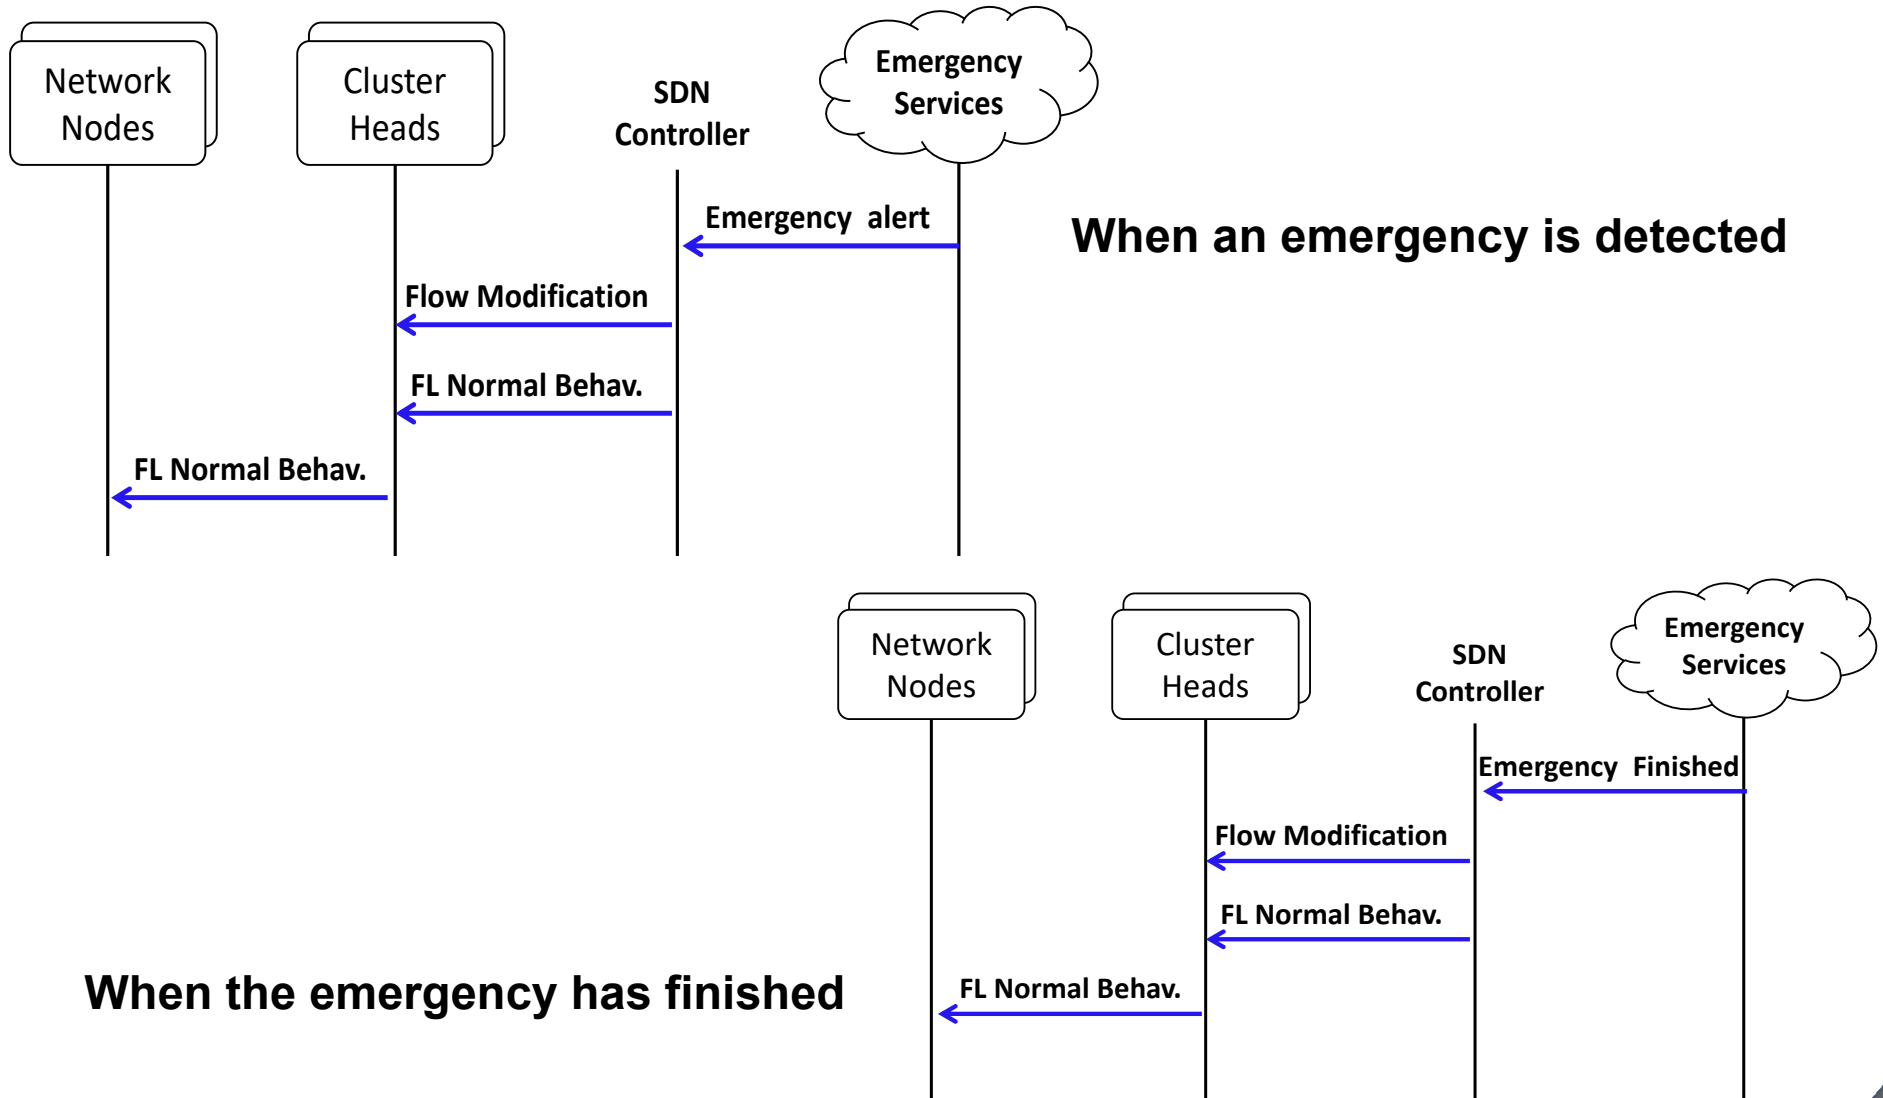 Network
Nodes
Cluster
Heads
SDN
Controller
Emergency
Services
Emergency alert
When an emergency is detected
Flow Modification
FL Normal Behav.
FL Normal Behav.
Network
Nodes
Cluster
Heads
SDN
Controller
Emergency
Services
Emergency Finished
Flow Modification
FL Normal Behav.
When the emergency has finished
FL Normal Behav.